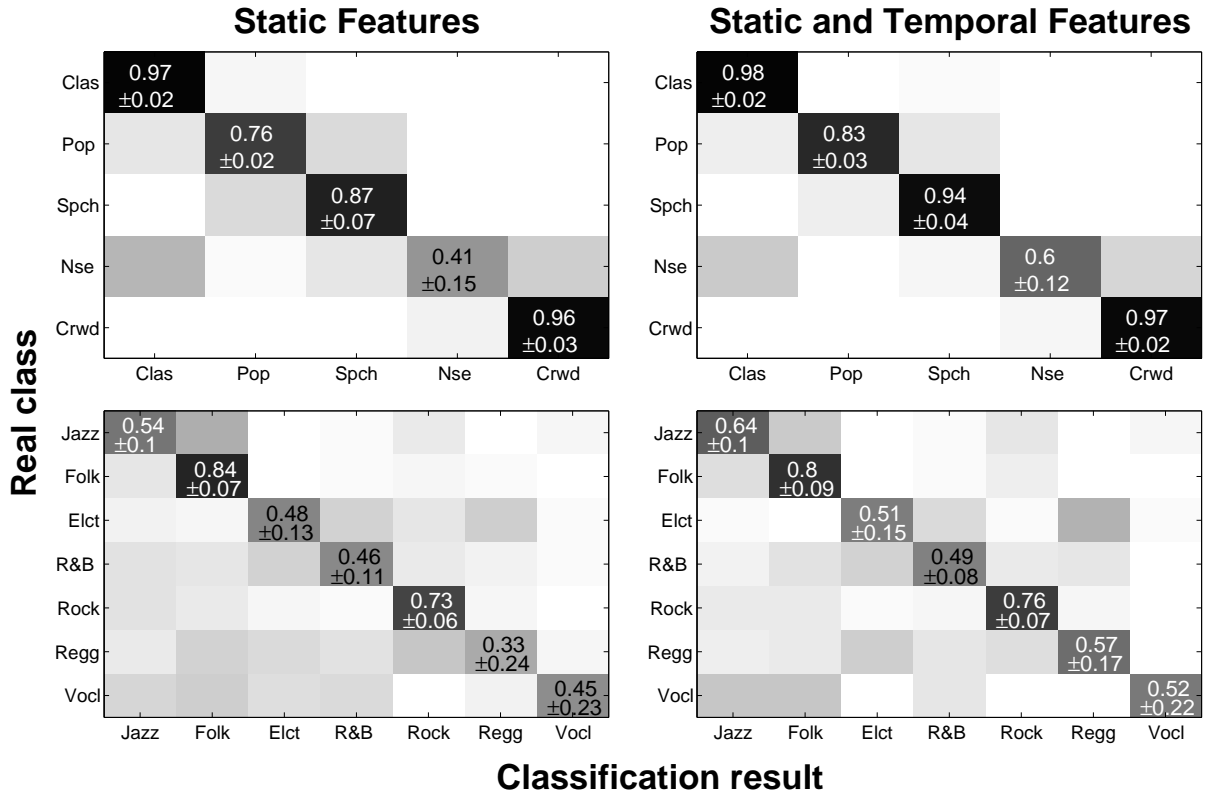 Static Features
Static and Temporal Features
Real class
Clas
0.97
±0.02
Pop
0.76
±0.02
Spch
0.87
±0.07
Nse
0.41
±0.15
Crwd
0.96
±0.03
Clas Pop Spch Nse Crwd
Clas
0.98
±0.02
Pop
0.83
±0.03
Spch
0.94
±0.04
Nse
0.6
±0.12
Crwd
0.97
±0.02
Clas Pop Spch Nse Crwd
Jazz
0.54
±0.1
Folk
0.84
±0.07
Elct
0.48
±0.13
R&B
0.46
±0.11
Rock
0.73
±0.06
Regg
0.33
±0.24
Vocl
0.45
±0.23
Jazz Folk Elct R&B Rock Regg Vocl
Jazz
0.64
±0.1
Folk
0.8
±0.09
Elct
0.51
±0.15
R&B
0.49
±0.08
Rock
0.76
±0.07
Regg
0.57
±0.17
Vocl
0.52
±0.22
Jazz Folk Elct R&B Rock Regg Vocl
Classification result